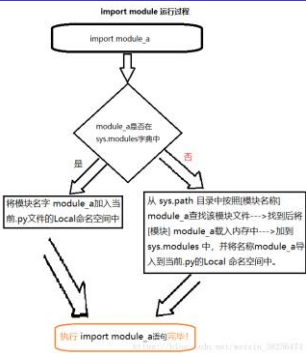 import module 运行过程
import module_a
module_a是否在
sys.modules字典中
是
否
将模块名字 module_a加入当
前.py文件的Local命名空间中
从 sys.path 目录中按照[模块名称]
module_a查找该模块文件--->找到后将
[模块] module_a载入内存中--->加到
sys.modules 中，并将名称module_a导
入到当前.py的Local 命名空间中。
执行 import module_a语句完毕！